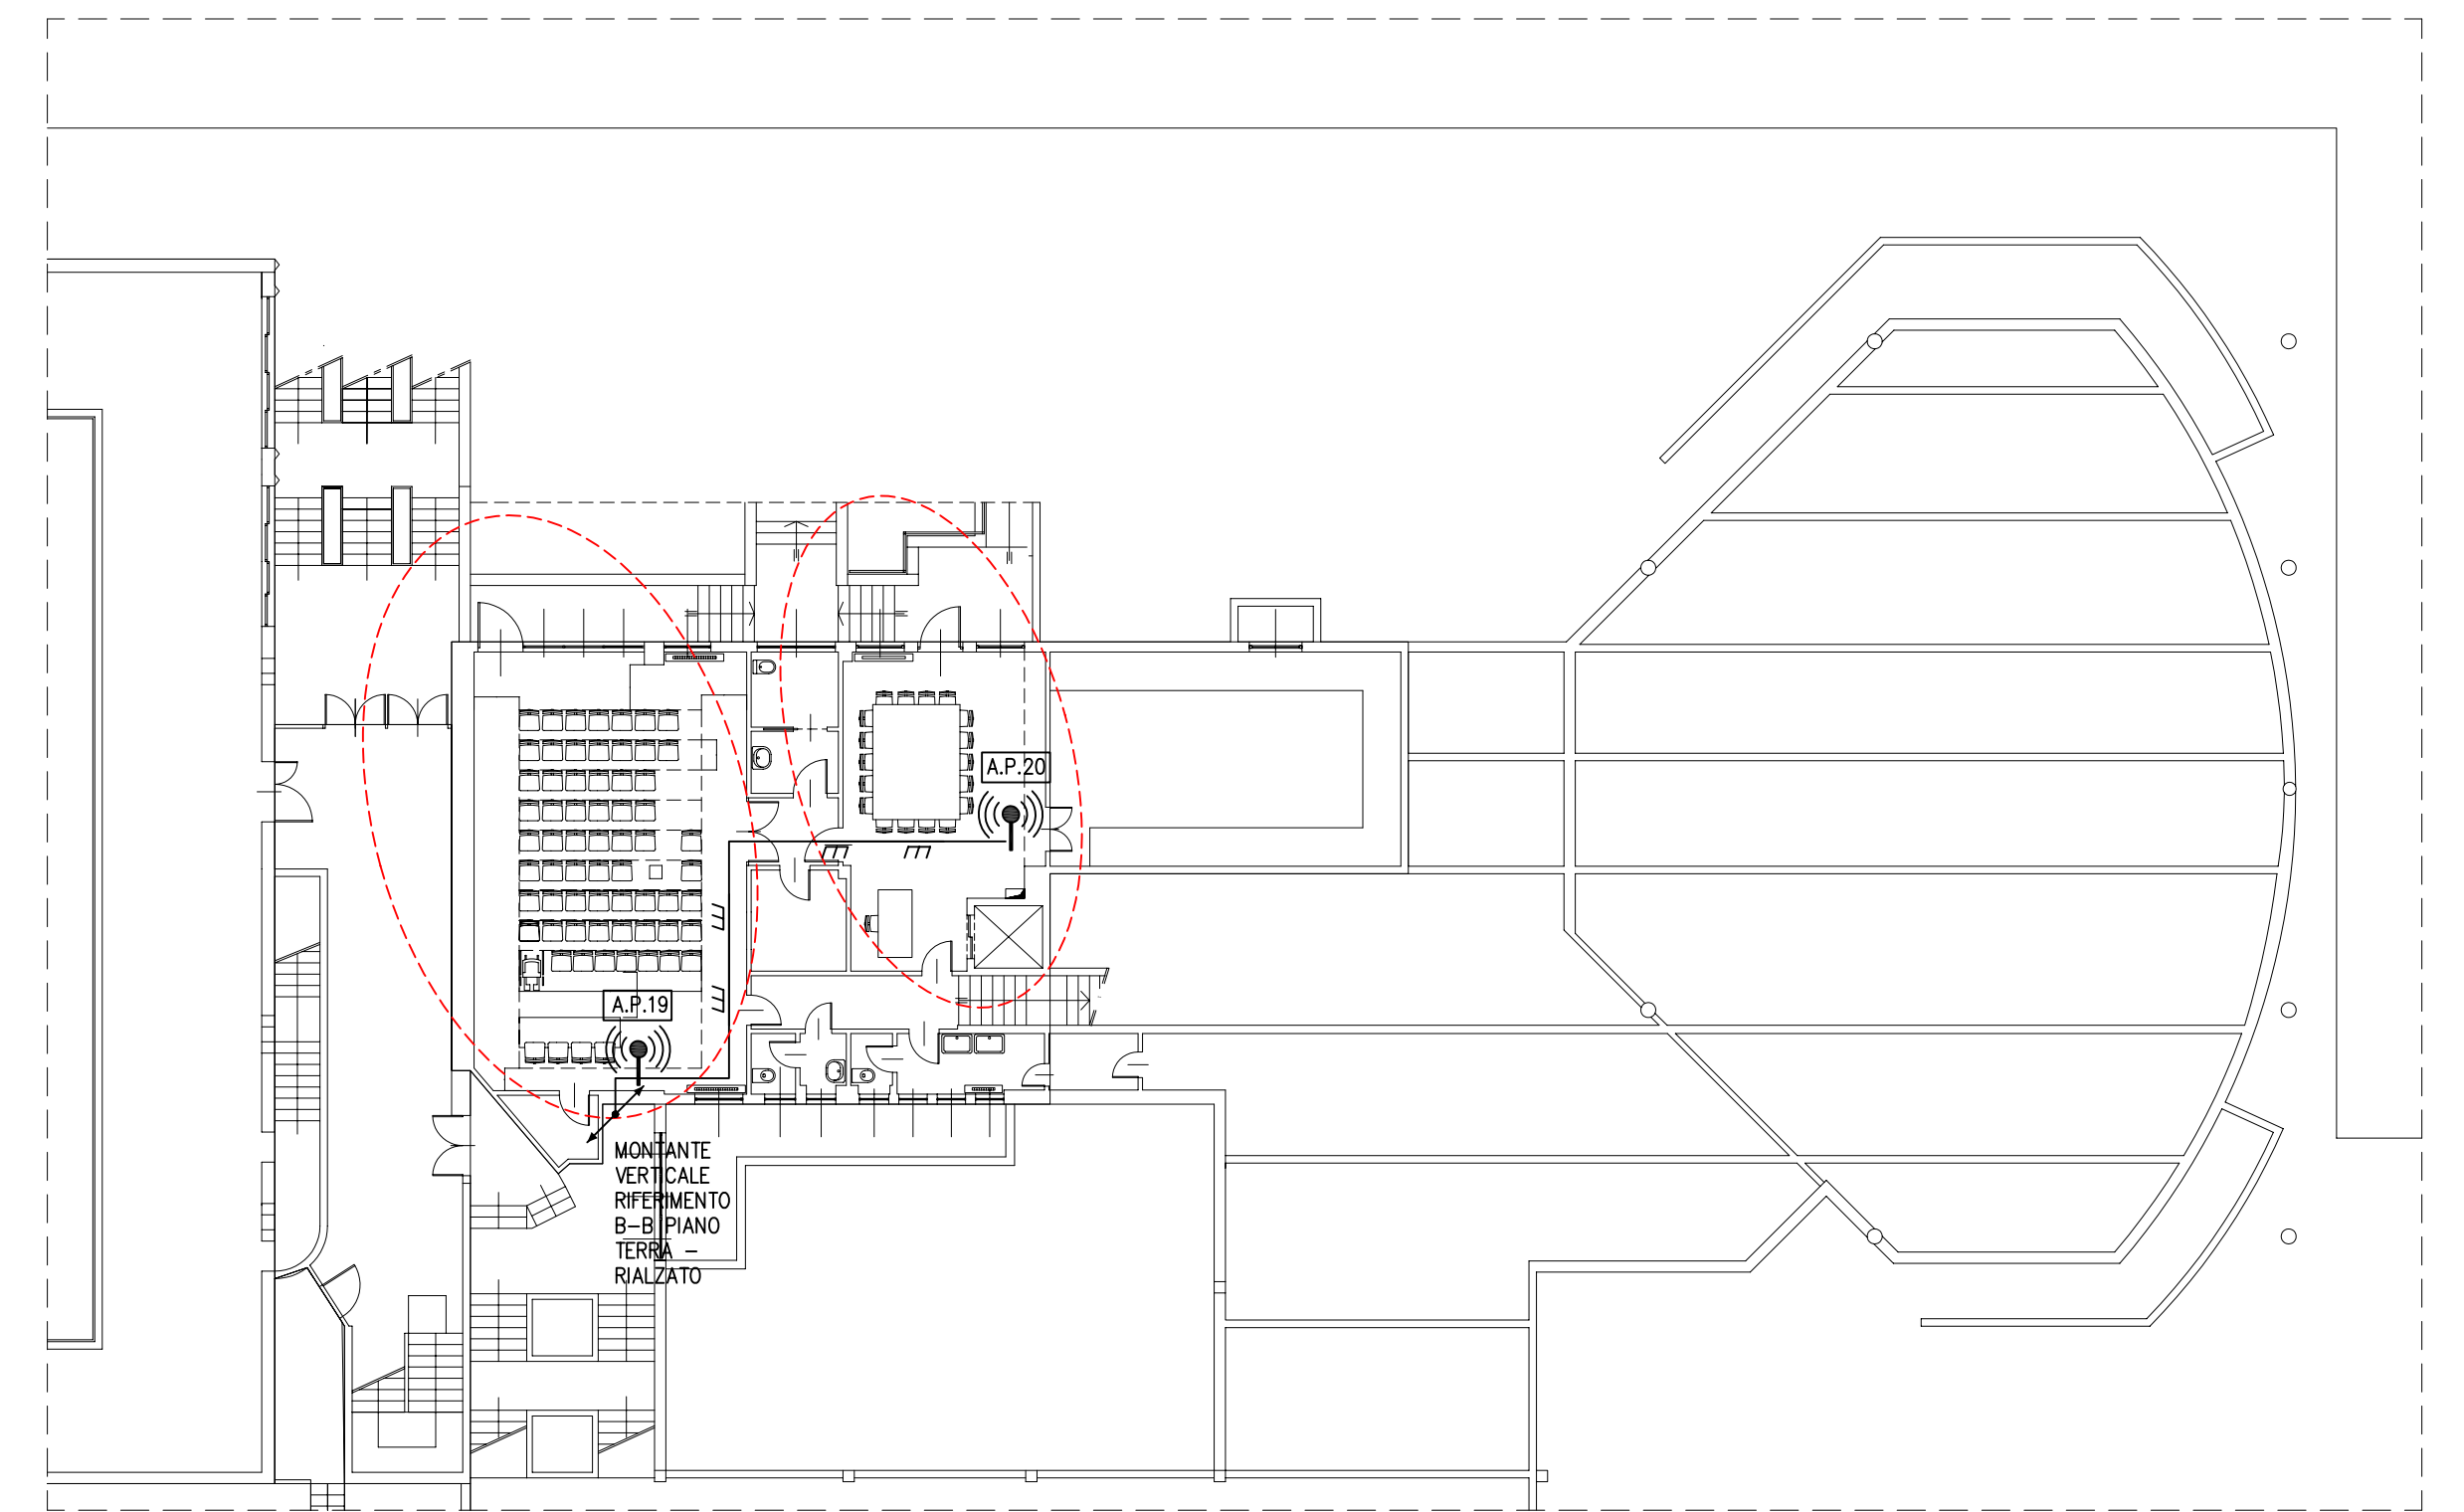 A.P.20
A.P.19
MONTANTE
VERTICALE
RIFERIMENTO
B-B PIANO
TERRA -
RIALZATO